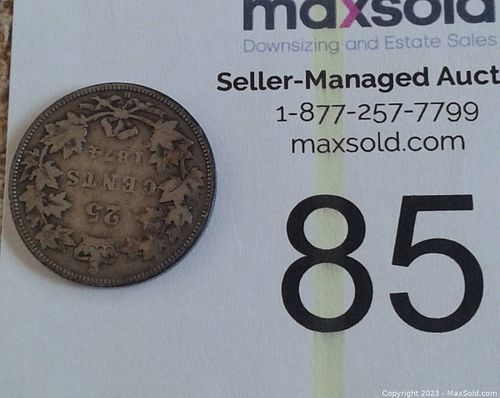 maxsold
Downsizing and Estate Sales
Seller-Managed Auct
1-877-257-7799
maxsold.com
85
25
CENTS
1874
Copyright 2023 - MaxSold.com